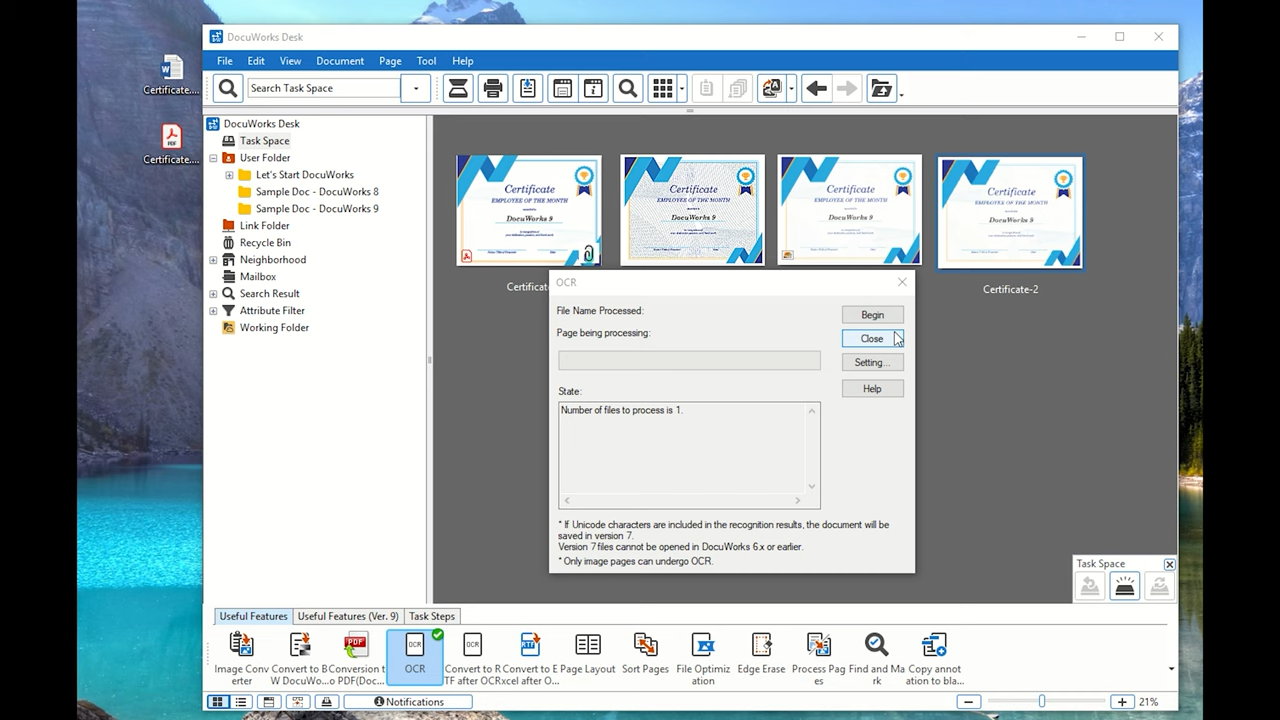 DocuWorks Desk
File Edit View Document Page Tool Help
Search Task Space
Certificate....
Certificate....
DocuWorks Desk
Task Space
User Folder
Let's Start DocuWorks
Sample Doc - DocuWorks 8
Sample Doc - DocuWorks 9
Link Folder
Recycle Bin
Neighborhood
Mailbox
Search Result
Attribute Filter
Working Folder
Certificate
EMPLOYEE OF THE MONTH
DocuWorks 9
Certificate
EMPLOYEE OF THE MONTH
DocuWorks 9
Certificate
EMPLOYEE OF THE MONTH
DocuWorks 9
Certificate
EMPLOYEE OF THE MONTH
DocuWorks 9
Certificate-2
OCR
File Name Processed:
Page being processing:
Begin
Close
Setting...
Help
State:
Number of files to process is 1.
* If Unicode characters are included in the recognition results, the document will be
saved in version 7.
Version 7 files cannot be opened in DocuWorks 6.x or earlier.
* Only image pages can undergo OCR.
Task Space
Useful Features Useful Features (Ver. 9) Task Steps
Image Conv
erter
Convert to B
W DocuWo...
Conversion t
o PDF(Doc...
OCR
OCR
Convert to R
TF after OCR
Convert to E
xcel after O...
Page Layout
Sort Pages
File Optimiz
ation
Edge Erase
Process Pag
es
Find and Ma
rk
Copy annot
ation to bla...
Notifications
21%